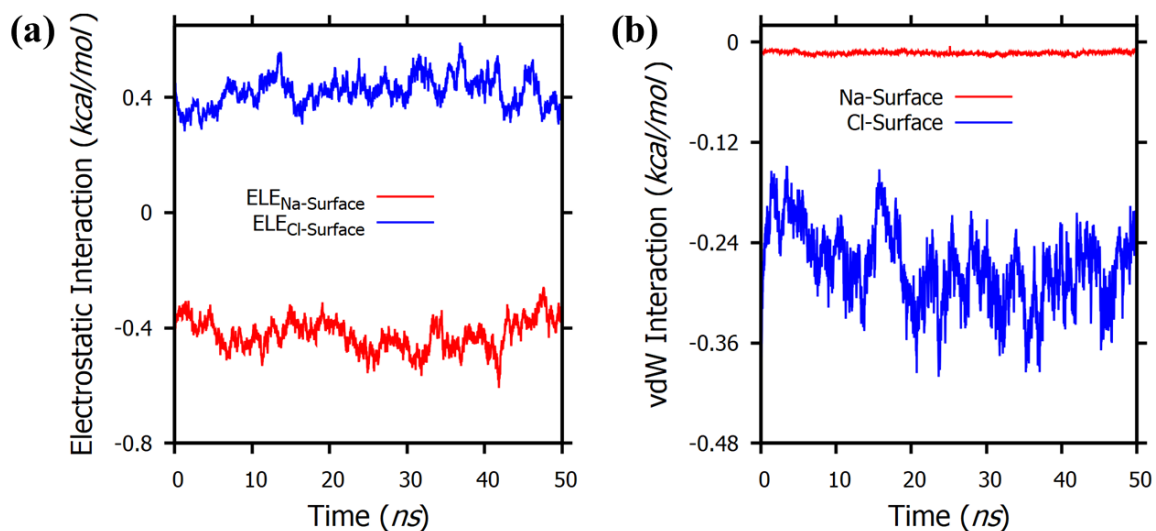 (a)
Electrostatic Interaction (kcal/mol)
0.4
0
-0.4
-0.8
ELENa-Surface
ELECl-Surface
0 10 20 30 40 50
Time (ns)
(b)
vdW Interaction (kcal/mol)
0
-0.12
-0.24
-0.36
-0.48
Na-Surface
Cl-Surface
0 10 20 30 40 50
Time (ns)